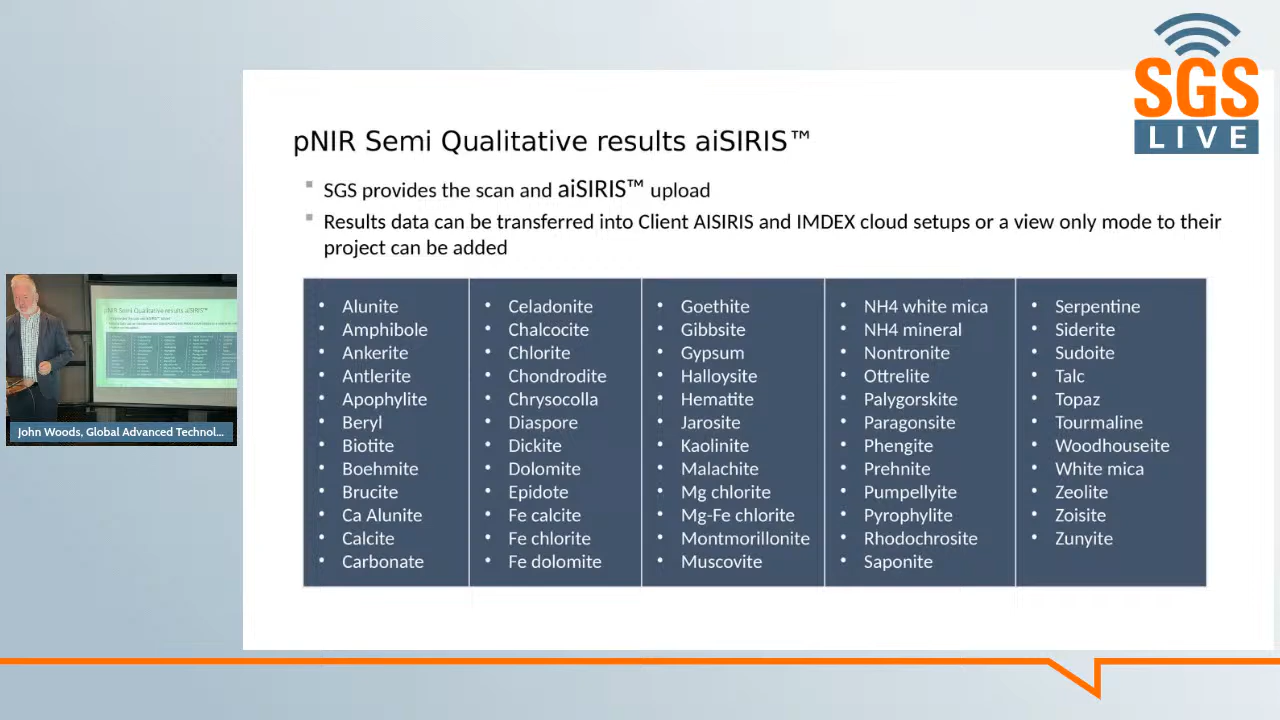 SGS
LIVE
pNIR Semi Qualitative results aiSIRIS™
SGS provides the scan and aiSIRIS™ upload
Results data can be transferred into Client AISIRIS and IMDEX cloud setups or a view only mode to their
project can be added
Alunite
Amphibole
Ankerite
Antlerite
Apophylite
Beryl
Biotite
Boehmite
Brucite
Ca Alunite
Calcite
Carbonate
Celadonite
Chalcocite
Chlorite
Chondrodite
Chrysocolla
Diaspore
Dickite
Dolomite
Epidote
Fe calcite
Fe chlorite
Fe dolomite
Goethite
Gibbsite
Gypsum
Halloysite
Hematite
Jarosite
Kaolinite
Malachite
Mg chlorite
Mg-Fe chlorite
Montmorillonite
Muscovite
NH4 white mica
NH4 mineral
Nontronite
Ottrelite
Palygorskite
Paragonsite
Phengite
Prehnite
Pumpellyite
Pyrophylite
Rhodochrosite
Saponite
Serpentine
Siderite
Sudoite
Talc
Topaz
Tourmaline
Woodhouseite
White mica
Zeolite
Zoisite
Zunyite
pNIR Semi Qualitative results aiSIRIS™
John Woods, Global Advanced Technol...